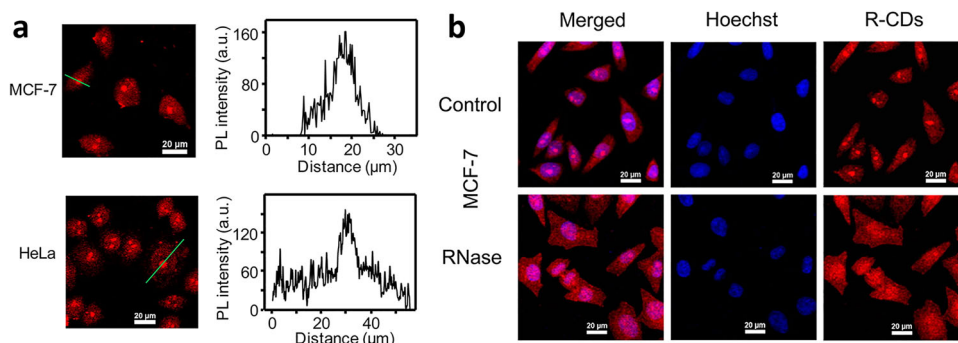 a
MCF-7
20 µm
PL intensity (a.u.)
160
120
80
40
0
0 10 20 30
Distance (µm)
HeLa
20 µm
PL intensity (a.u.)
120
60
0
0 20 40
Distance (µm)
b
Merged Hoechst R-CDs
MCF-7
Control
20 µm 20 µm 20 µm
RNase
20 µm 20 µm 20 µm